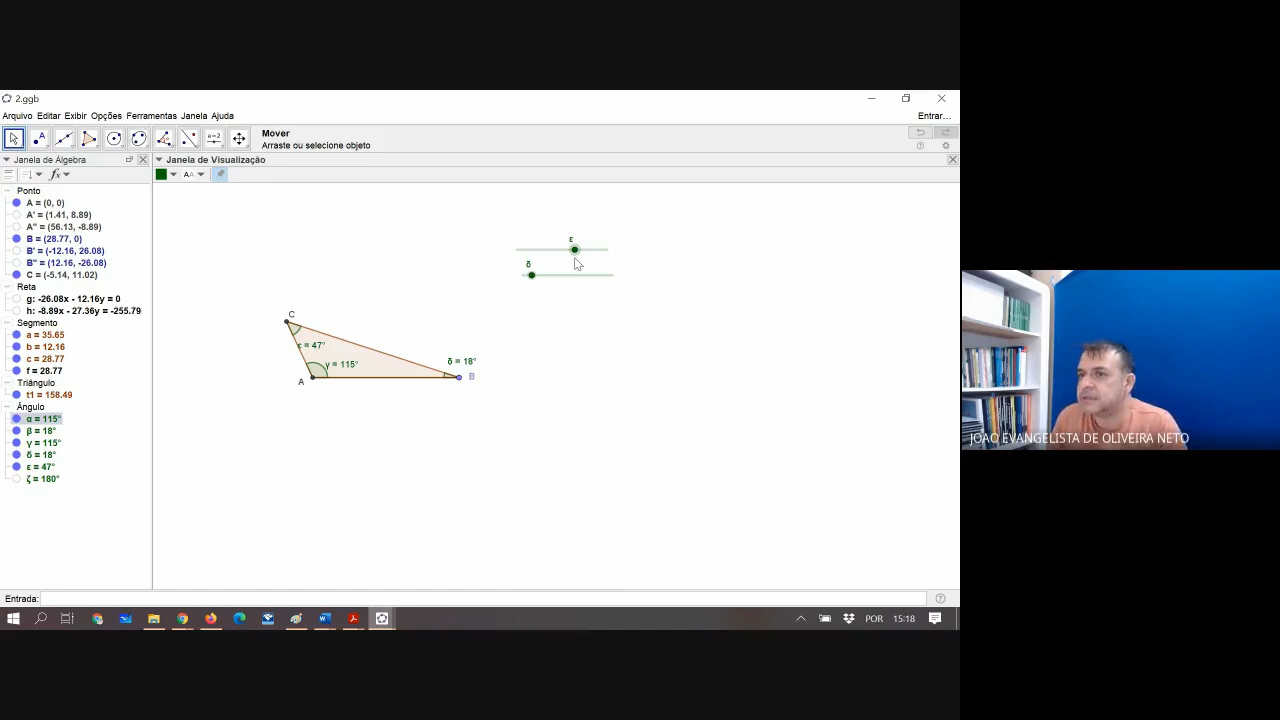 2.ggb
Arquivo Editar Exibir Opções Ferramentas Janela Ajuda
Entrar...
a=2
Mover
Arraste ou selecione objeto
Janela de Álgebra
Janela de Visualização
fx
AA
Ponto
A = (0, 0)
A' = (1.41, 8.89)
A'' = (56.13, -8.89)
B = (28.77, 0)
B' = (-12.16, 26.08)
B'' = (12.16, -26.08)
C = (-5.14, 11.02)
Reta
g: -26.08x - 12.16y = 0
h: -8.89x - 27.36y = -255.79
Segmento
a = 35.65
b = 12.16
c = 28.77
f = 28.77
Triângulo
t1 = 158.49
Ângulo
α = 115°
β = 18°
γ = 115°
δ = 18°
ε = 47°
ζ = 180°
ε
δ
C
ε = 47°
γ = 115°
δ = 18°
A
B
JOAO EVANGELISTA DE OLIVEIRA NETO
Entrada:
POR
15:18